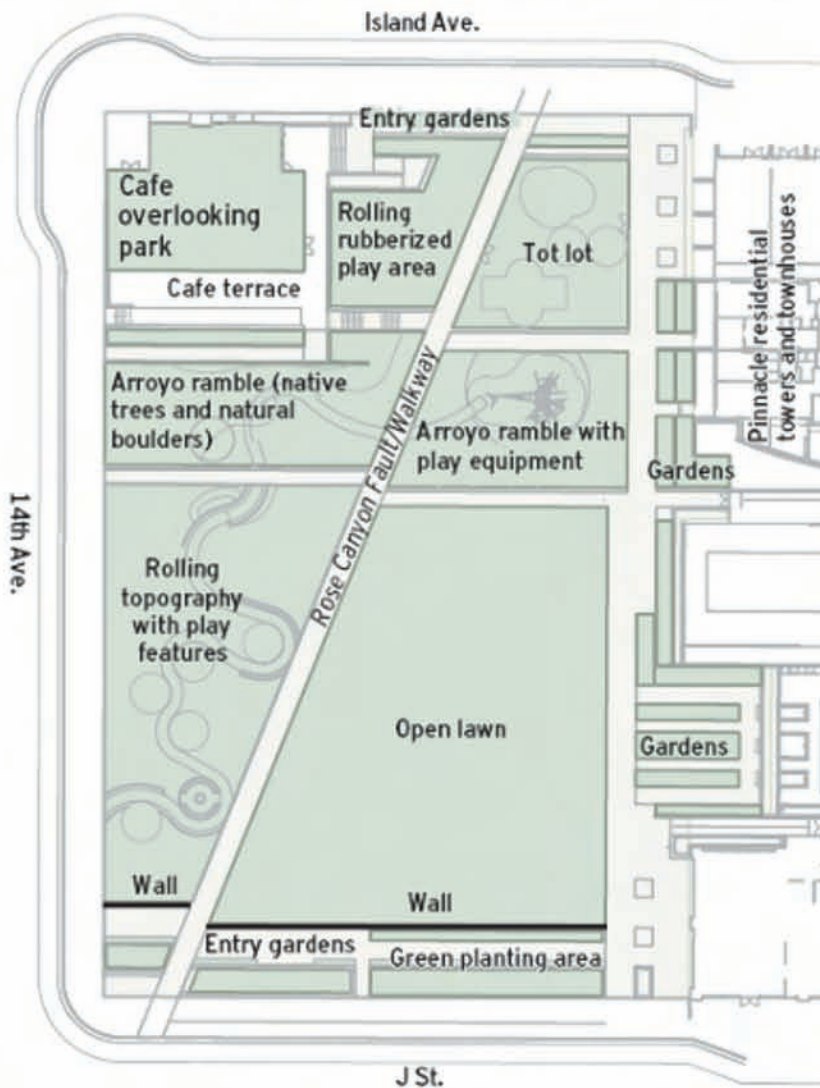 Island Ave.
Entry gardens
Cafe
overlooking
park
Rolling
rubberized
play area
Tot lot
Cafe terrace
Pinnacle residential
towers and townhouses
Arroyo ramble (native
trees and natural
boulders)
Rose Canyon Fault/Walkway
Arroyo ramble with
play equipment
Gardens
14th Ave.
Rolling
topography
with play
features
Open lawn
Gardens
Wall
Wall
Entry gardens
Green planting area
J St.